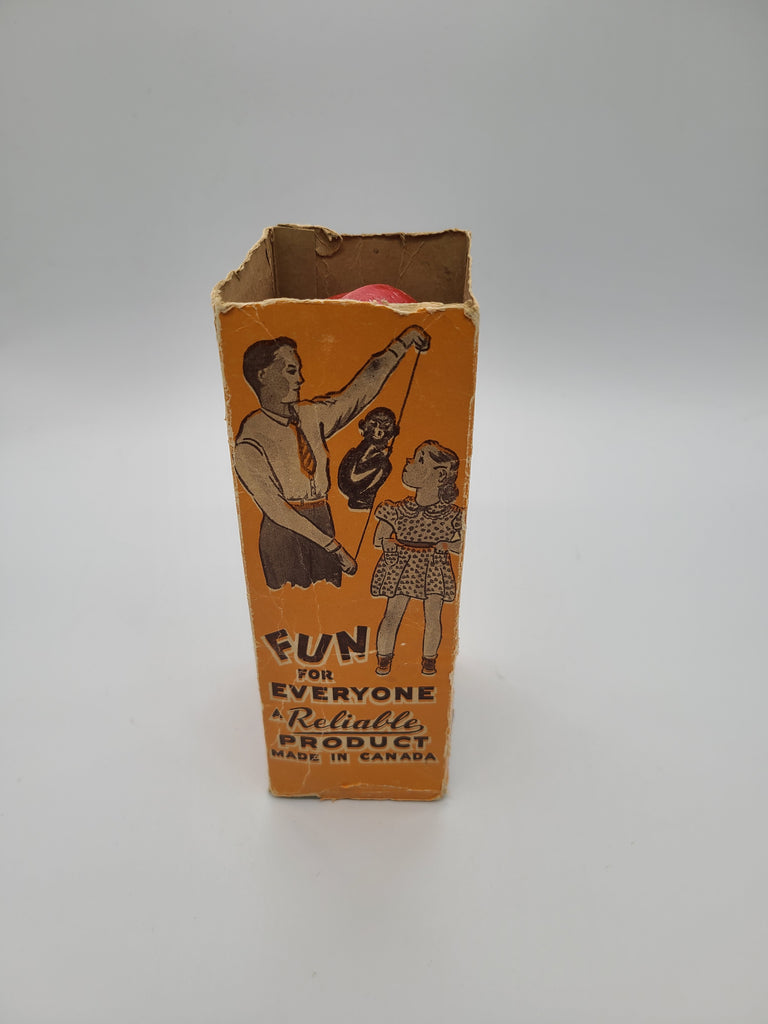 FUN
FOR
EVERYONE
A Reliable
PRODUCT
MADE IN CANADA